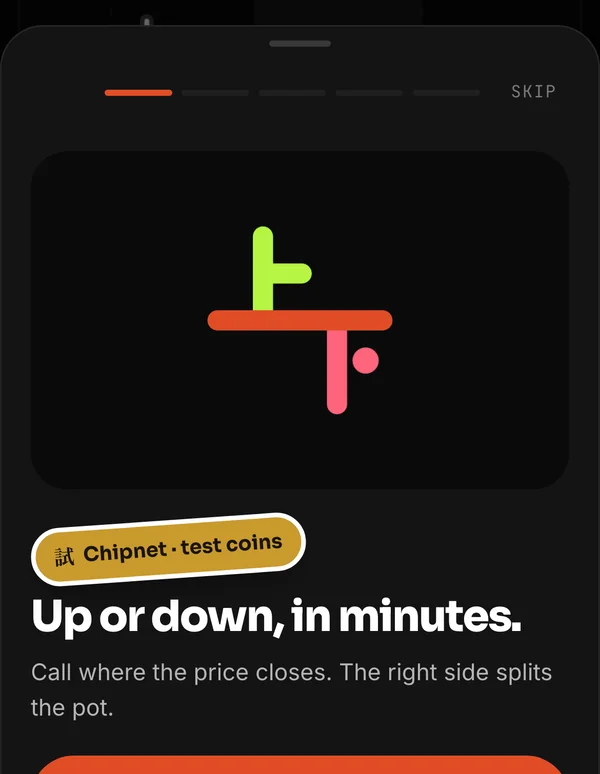 SKIP
試 Chipnet · test coins
Up or down, in minutes.
Call where the price closes. The right side splits
the pot.